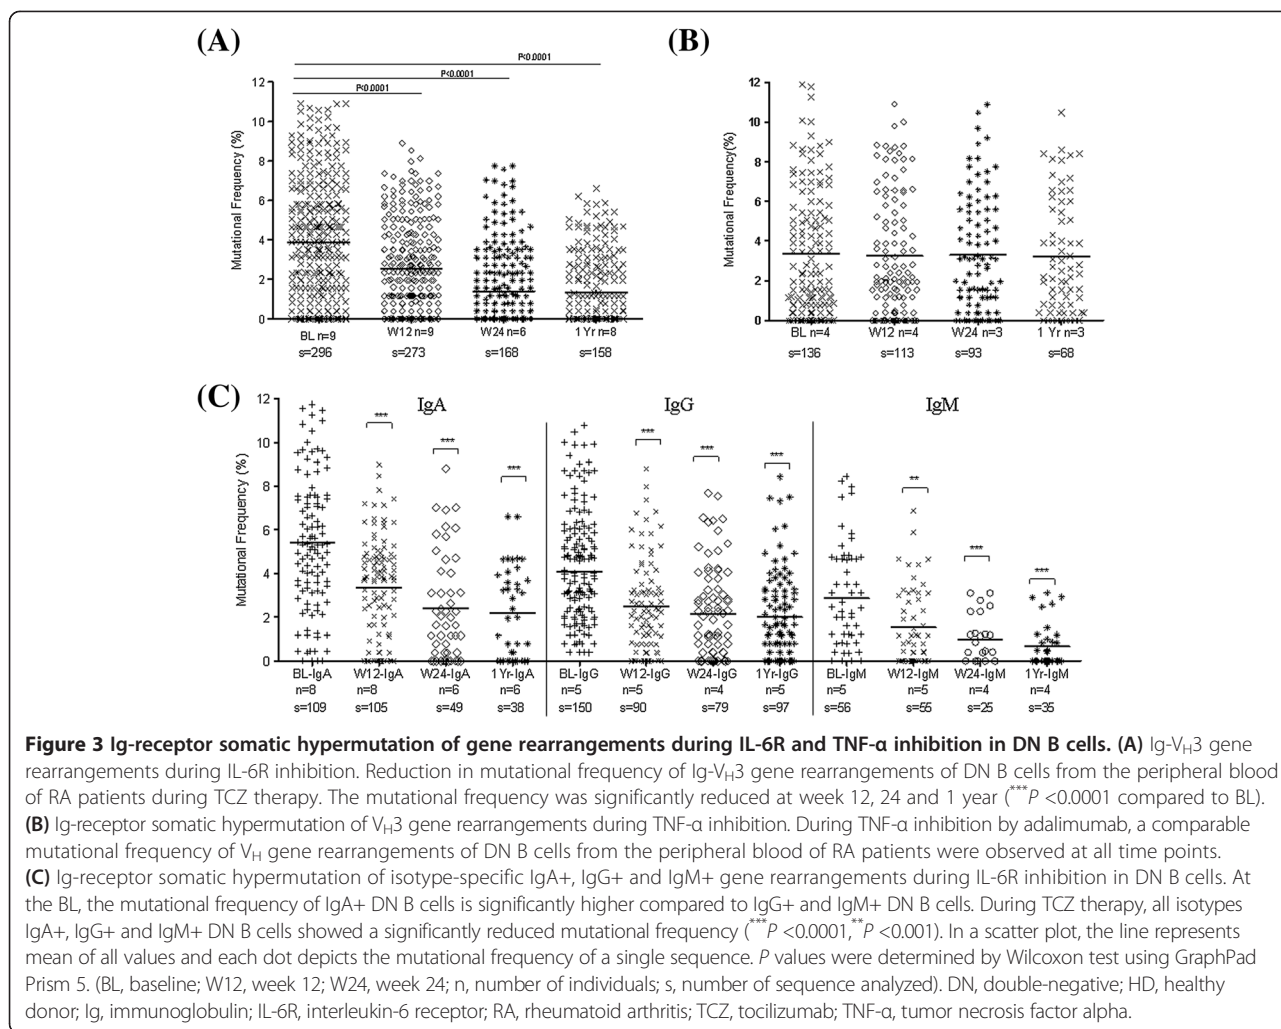 (A)
P<0.0001
P<0.0001
P<0.0001
Mutational Frequency (%)
12
10
8
6
4
2
0
BL n=9
W12 n=9
W24 n=6
1Yr n=8
s=296
s=273
s=168
s=158
(B)
Mutational Frequency(%)
12
10
8
6
4
2
0
BL n=4
W12 n=4
W24 n=3
1 Yr n=3
s=136
s=113
s=93
s=68
(C)
Mutational Frequency (%)
12
10
8
6
4
2
0
IgA
IgG
IgM
***
***
***
***
***
***
**
***
***
BL-IgA
W12-IgA
W24-IgA
1Yr-IgA
BL-IgG
W12-IgG
W24-IgG
1Yr-IgG
BL-IgM
W12-IgM
W24-IgM
1Yr-IgM
n=8
n=8
n=6
n=6
n=5
n=5
n=4
n=5
n=5
n=5
n=4
n=4
s=109
s=105
s=49
s=38
s=150
s=90
s=79
s=97
s=56
s=55
s=25
s=35
Figure 3 Ig-receptor somatic hypermutation of gene rearrangements during IL-6R and TNF-α inhibition in DN B cells. (A) Ig-VH3 gene
rearrangements during IL-6R inhibition. Reduction in mutational frequency of Ig-VH3 gene rearrangements of DN B cells from the peripheral blood
of RA patients during TCZ therapy. The mutational frequency was significantly reduced at week 12, 24 and 1 year (***P <0.0001 compared to BL).
(B) Ig-receptor somatic hypermutation of VH3 gene rearrangements during TNF-α inhibition. During TNF-α inhibition by adalimumab, a comparable
mutational frequency of VH gene rearrangements of DN B cells from the peripheral blood of RA patients were observed at all time points.
(C) Ig-receptor somatic hypermutation of isotype-specific IgA+, IgG+ and IgM+ gene rearrangements during IL-6R inhibition in DN B cells. At
the BL, the mutational frequency of IgA+ DN B cells is significantly higher compared to IgG+ and IgM+ DN B cells. During TCZ therapy, all isotypes
IgA+, IgG+ and IgM+ DN B cells showed a significantly reduced mutational frequency (***P <0.0001,**P <0.001). In a scatter plot, the line represents
mean of all values and each dot depicts the mutational frequency of a single sequence. P values were determined by Wilcoxon test using GraphPad
Prism 5. (BL, baseline; W12, week 12; W24, week 24; n, number of individuals; s, number of sequence analyzed). DN, double-negative; HD, healthy
donor; Ig, immunoglobulin; IL-6R, interleukin-6 receptor; RA, rheumatoid arthritis; TCZ, tocilizumab; TNF-α, tumor necrosis factor alpha.